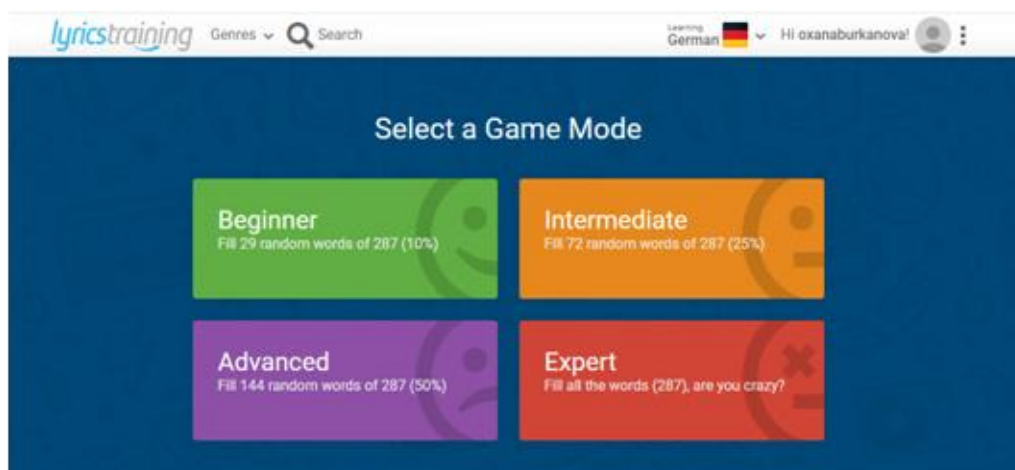 lyricstraining Genres Search
Learning
German
Hi oxanaburkanova!
Select a Game Mode
Beginner
Fill 29 random words of 287 (10%)
Intermediate
Fill 72 random words of 287 (25%)
Advanced
Fill 144 random words of 287 (50%)
Expert
Fill all the words (287), are you crazy?